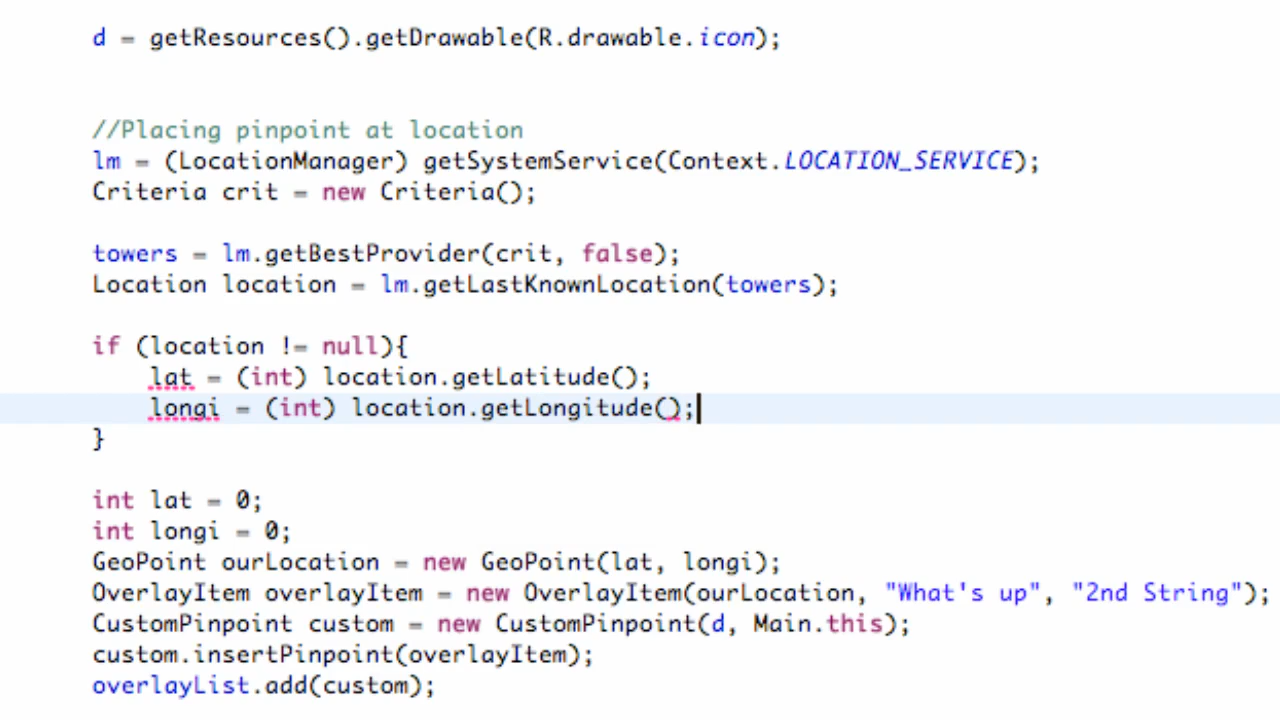 d = getResources().getDrawable(R.drawable.icon);
//Placing pinpoint at location
lm = (LocationManager) getSystemService(Context.LOCATION_SERVICE);
Criteria crit = new Criteria();
towers = lm.getBestProvider(crit, false);
Location location = lm.getLastKnownLocation(towers);
if (location != null){
lat = (int) location.getLatitude();
longi = (int) location.getLongitude();
}
int lat = 0;
int longi = 0;
GeoPoint ourLocation = new GeoPoint(lat, longi);
OverlayItem overlayItem = new OverlayItem(ourLocation, "What's up", "2nd String");
CustomPinpoint custom = new CustomPinpoint(d, Main.this);
custom.insertPinpoint(overlayItem);
overlayList.add(custom);